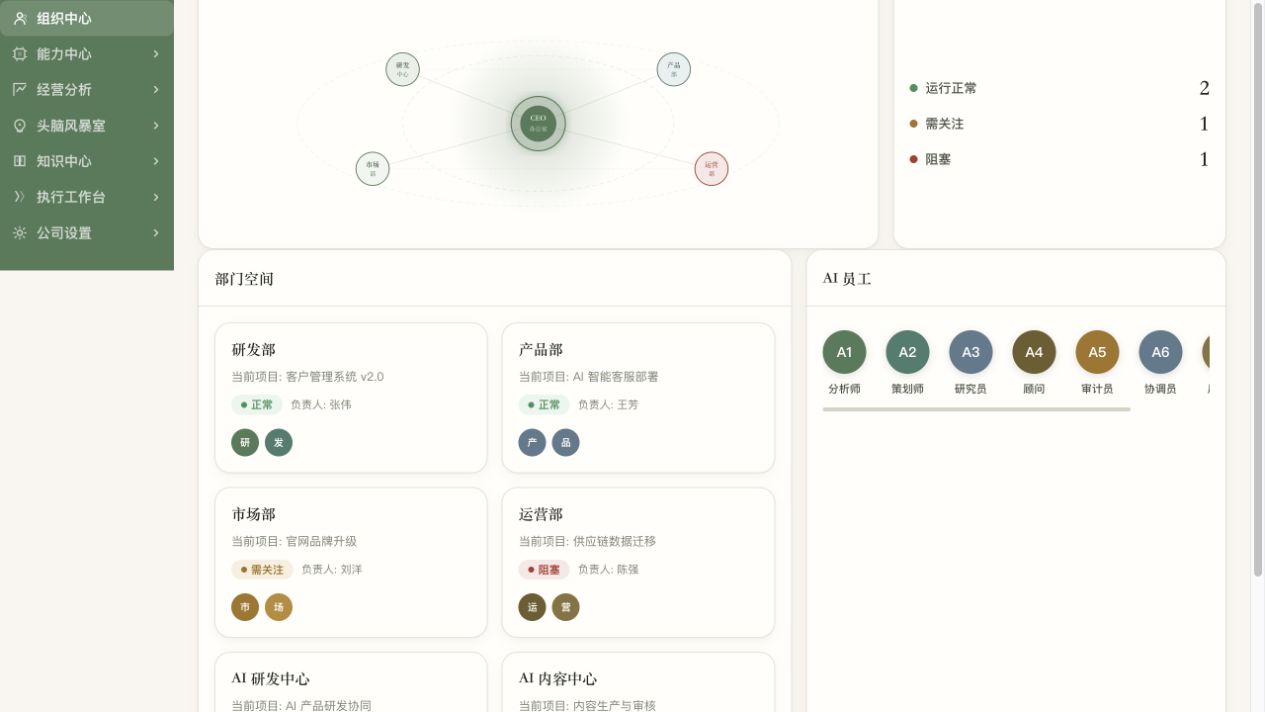 组织中心
能力中心
经营分析
头脑风暴室
知识中心
执行工作台
公司设置
研发
中心
产品
部
CEO
办公室
市场
部
运营
部
运行正常 2
需关注 1
阻塞 1
部门空间
研发部
当前项目: 客户管理系统 v2.0
正常 负责人: 张伟
研 发
产品部
当前项目: AI 智能客服部署
正常 负责人: 王芳
产 品
市场部
当前项目: 官网品牌升级
需关注 负责人: 刘洋
市 场
运营部
当前项目: 供应链数据迁移
阻塞 负责人: 陈强
运 营
AI 研发中心
当前项目: AI 产品研发协同
AI 内容中心
当前项目: 内容生产与审核
AI 员工
A1 A2 A3 A4 A5 A6
分析师 策划师 研究员 顾问 审计员 协调员